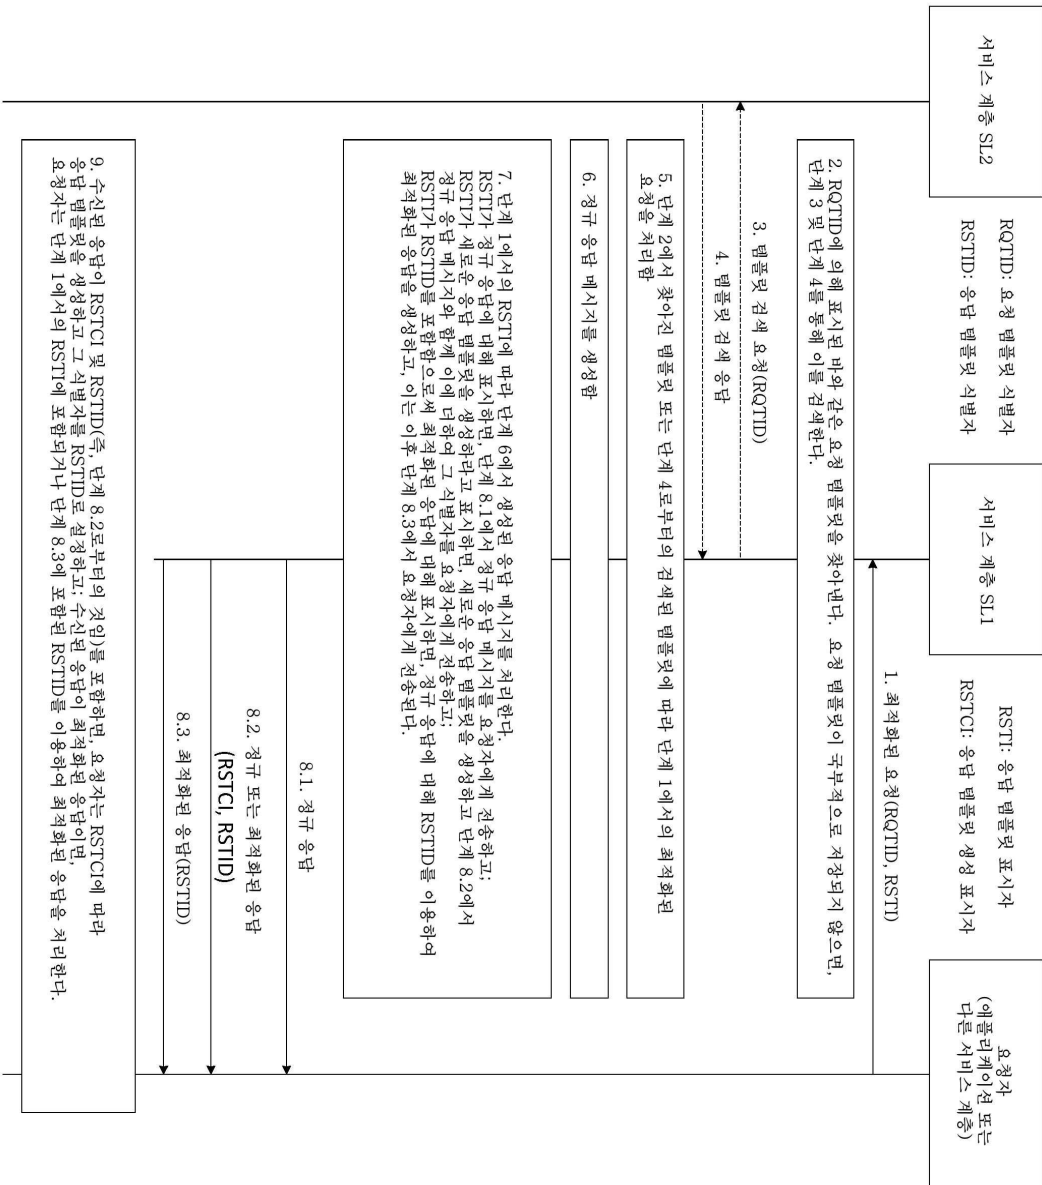 서비스 계층 SL2
RQTID: 요청 템플릿 식별자
RSTID: 응답 템플릿 식별자
서비스 계층 SL1
RSTI: 응답 템플릿 표시자
RSTCI: 응답 템플릿 생성 표시자
요청자
(애플리케이션 또는
다른 서비스 계층)
1. 최적화된 요청(RQTID, RSTI)
2. RQTID에 의해 표시된 바와 같은 요청 템플릿을 찾아낸다. 요청 템플릿이 국부적으로 저장되지 않으면,
단계 3 및 단계 4를 통해 이를 검색한다.
3. 템플릿 검색 요청(RQTID)
4. 템플릿 검색 응답
5. 단계 2에서 찾아진 템플릿 또는 단계 4로부터의 검색된 템플릿에 따라 단계 1에서의 최적화된
요청을 처리함
6. 정규 응답 메시지를 생성함
7. 단계 1에서의 RSTI에 따라 단계 6에서 생성된 응답 메시지를 처리한다.
RSTI가 정규 응답에 대해 표시하면, 단계 8.1에서 정규 응답 메시지를 요청자에게 전송하고;
RSTI가 새로운 응답 템플릿을 생성하라고 표시하면, 새로운 응답 템플릿을 생성하고 단계 8.2에서
정규 응답 메시지와 함께 이에 더하여 그 식별자를 요청자에게 전송하고;
RSTI가 RSTID를 포함함으로써 최적화된 응답에 대해 표시하면, 정규 응답에 대해 RSTID를 이용하여
최적화된 응답을 생성하고, 이는 이후 단계 8.3에서 요청자에게 전송된다.
8.1. 정규 응답
8.2. 정규 또는 최적화된 응답
(RSTCI, RSTID)
8.3. 최적화된 응답(RSTID)
9. 수신된 응답이 RSTCI 및 RSTID(즉, 단계 8.2로부터의 것임)를 포함하면, 요청자는 RSTCI에 따라
응답 템플릿을 생성하고 그 식별자를 RSTID로 설정하고; 수신된 응답이 최적화된 응답이면,
요청자는 단계 1에서의 RSTI에 포함되거나 단계 8.3에 포함된 RSTID를 이용하여 최적화된 응답을 처리한다.